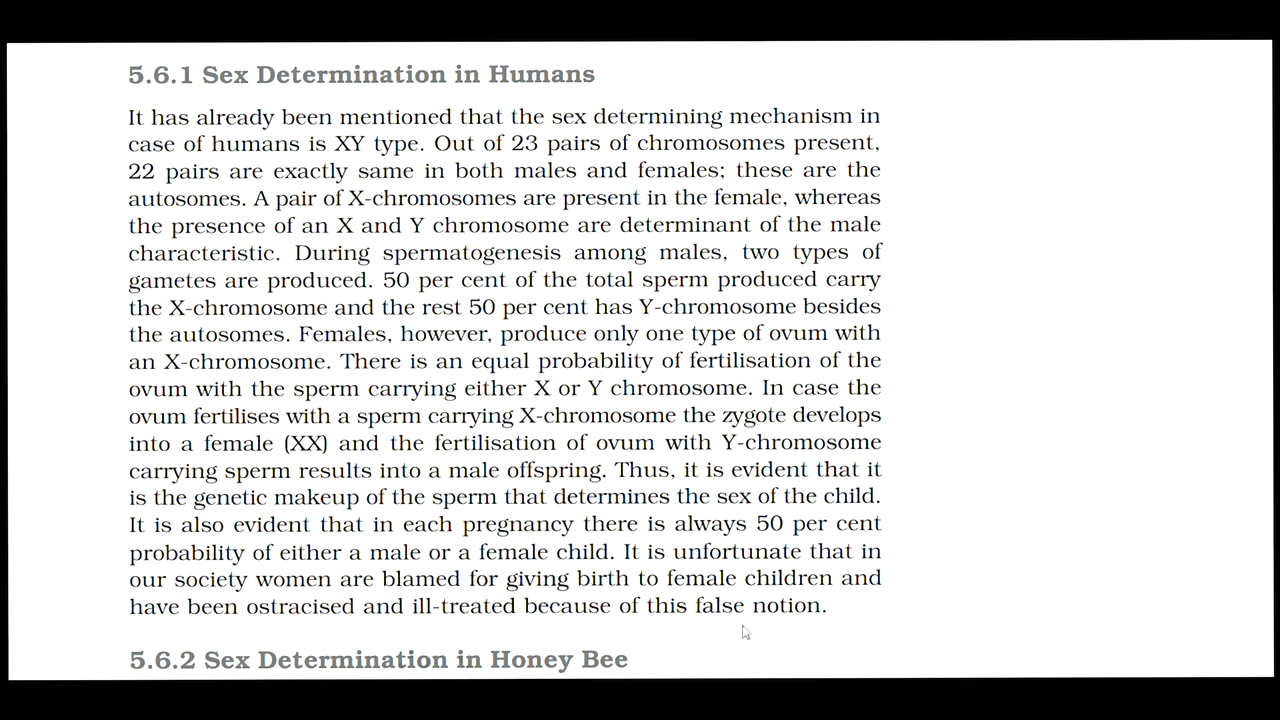 5.6.1 Sex Determination in Humans
It has already been mentioned that the sex determining mechanism in
case of humans is XY type. Out of 23 pairs of chromosomes present,
22 pairs are exactly same in both males and females; these are the
autosomes. A pair of X-chromosomes are present in the female, whereas
the presence of an X and Y chromosome are determinant of the male
characteristic. During spermatogenesis among males, two types of
gametes are produced. 50 per cent of the total sperm produced carry
the X-chromosome and the rest 50 per cent has Y-chromosome besides
the autosomes. Females, however, produce only one type of ovum with
an X-chromosome. There is an equal probability of fertilisation of the
ovum with the sperm carrying either X or Y chromosome. In case the
ovum fertilises with a sperm carrying X-chromosome the zygote develops
into a female (XX) and the fertilisation of ovum with Y-chromosome
carrying sperm results into a male offspring. Thus, it is evident that it
is the genetic makeup of the sperm that determines the sex of the child.
It is also evident that in each pregnancy there is always 50 per cent
probability of either a male or a female child. It is unfortunate that in
our society women are blamed for giving birth to female children and
have been ostracised and ill-treated because of this false notion.
5.6.2 Sex Determination in Honey Bee